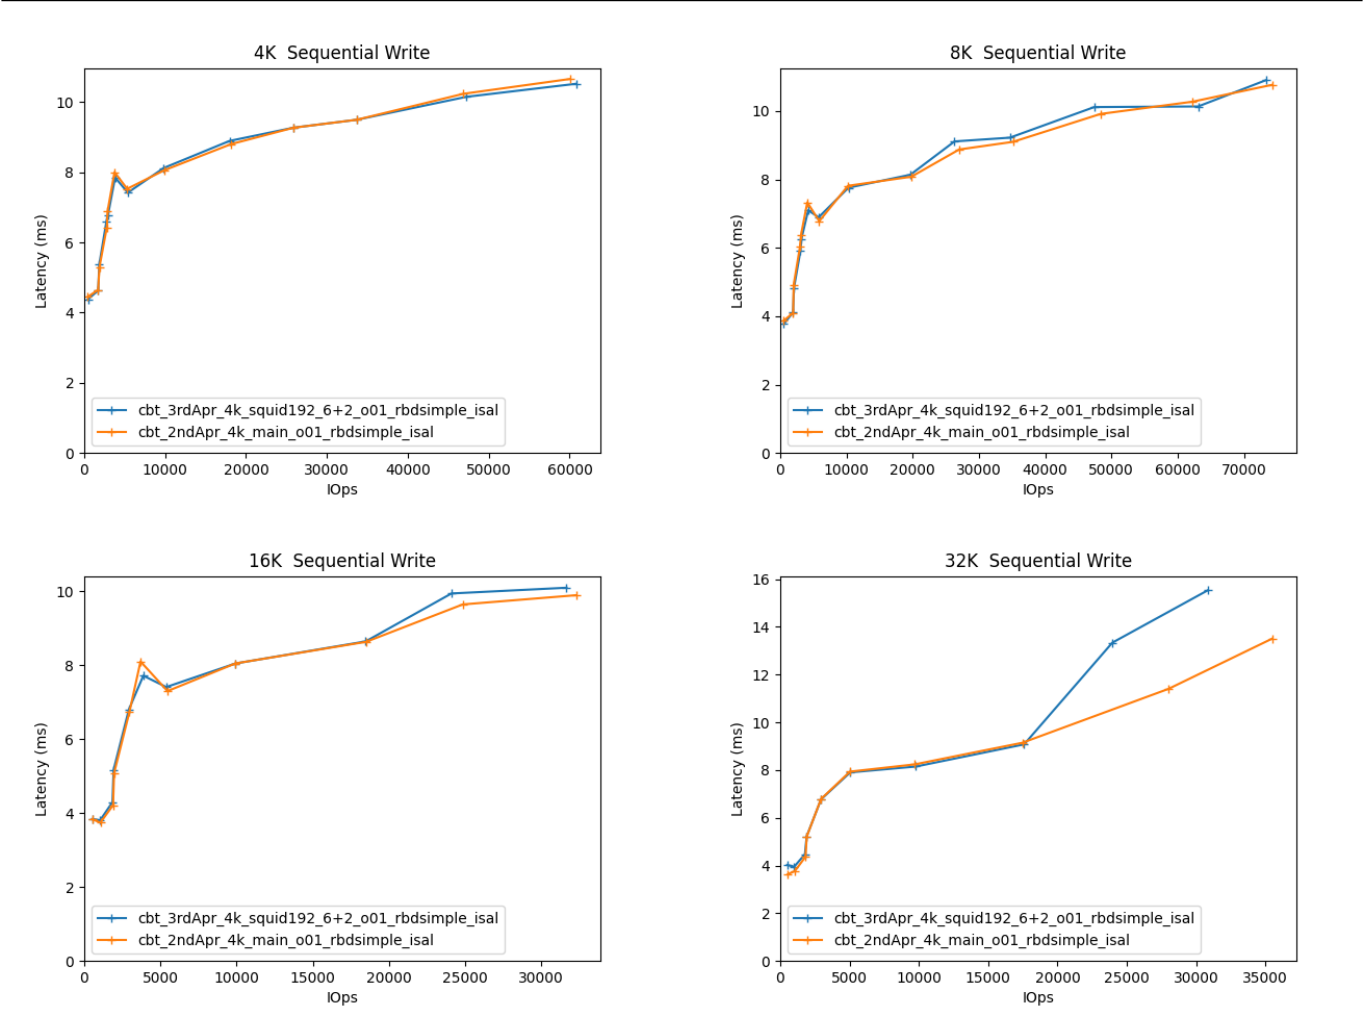 4K  Sequential Write
10
8
6
4
2
0
Latency (ms)
cbt_3rdApr_4k_squid192_6+2_o01_rbdsimple_isal
cbt_2ndApr_4k_main_o01_rbdsimple_isal
0 10000 20000 30000 40000 50000 60000
IOps
8K  Sequential Write
10
8
6
4
2
0
Latency (ms)
cbt_3rdApr_4k_squid192_6+2_o01_rbdsimple_isal
cbt_2ndApr_4k_main_o01_rbdsimple_isal
0 10000 20000 30000 40000 50000 60000 70000
IOps
16K  Sequential Write
10
8
6
4
2
0
Latency (ms)
cbt_3rdApr_4k_squid192_6+2_o01_rbdsimple_isal
cbt_2ndApr_4k_main_o01_rbdsimple_isal
0 5000 10000 15000 20000 25000 30000
IOps
32K  Sequential Write
16
14
12
10
8
6
4
2
0
Latency (ms)
cbt_3rdApr_4k_squid192_6+2_o01_rbdsimple_isal
cbt_2ndApr_4k_main_o01_rbdsimple_isal
0 5000 10000 15000 20000 25000 30000 35000
IOps